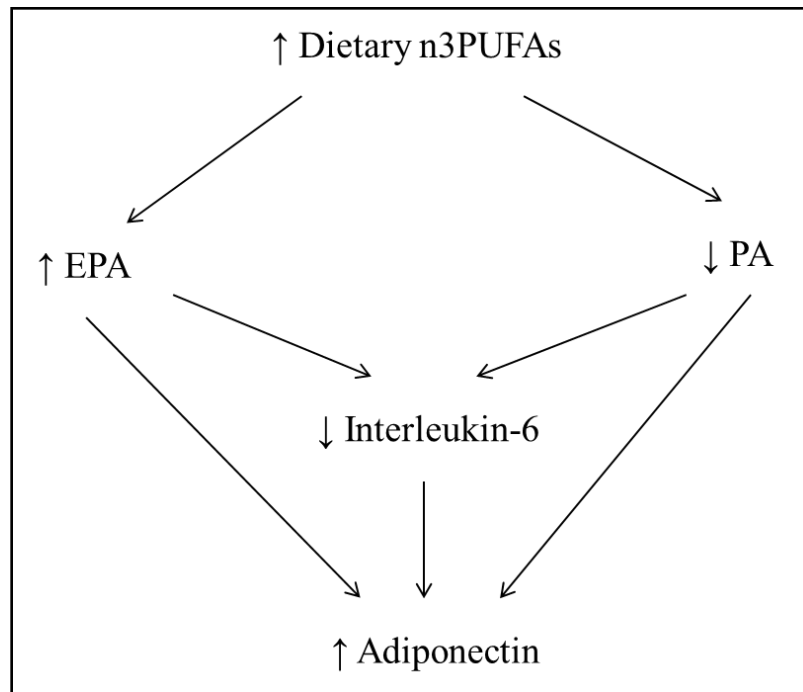 ↑ Dietary n3PUFAs
↑ EPA
↓ PA
↓ Interleukin-6
↑ Adiponectin